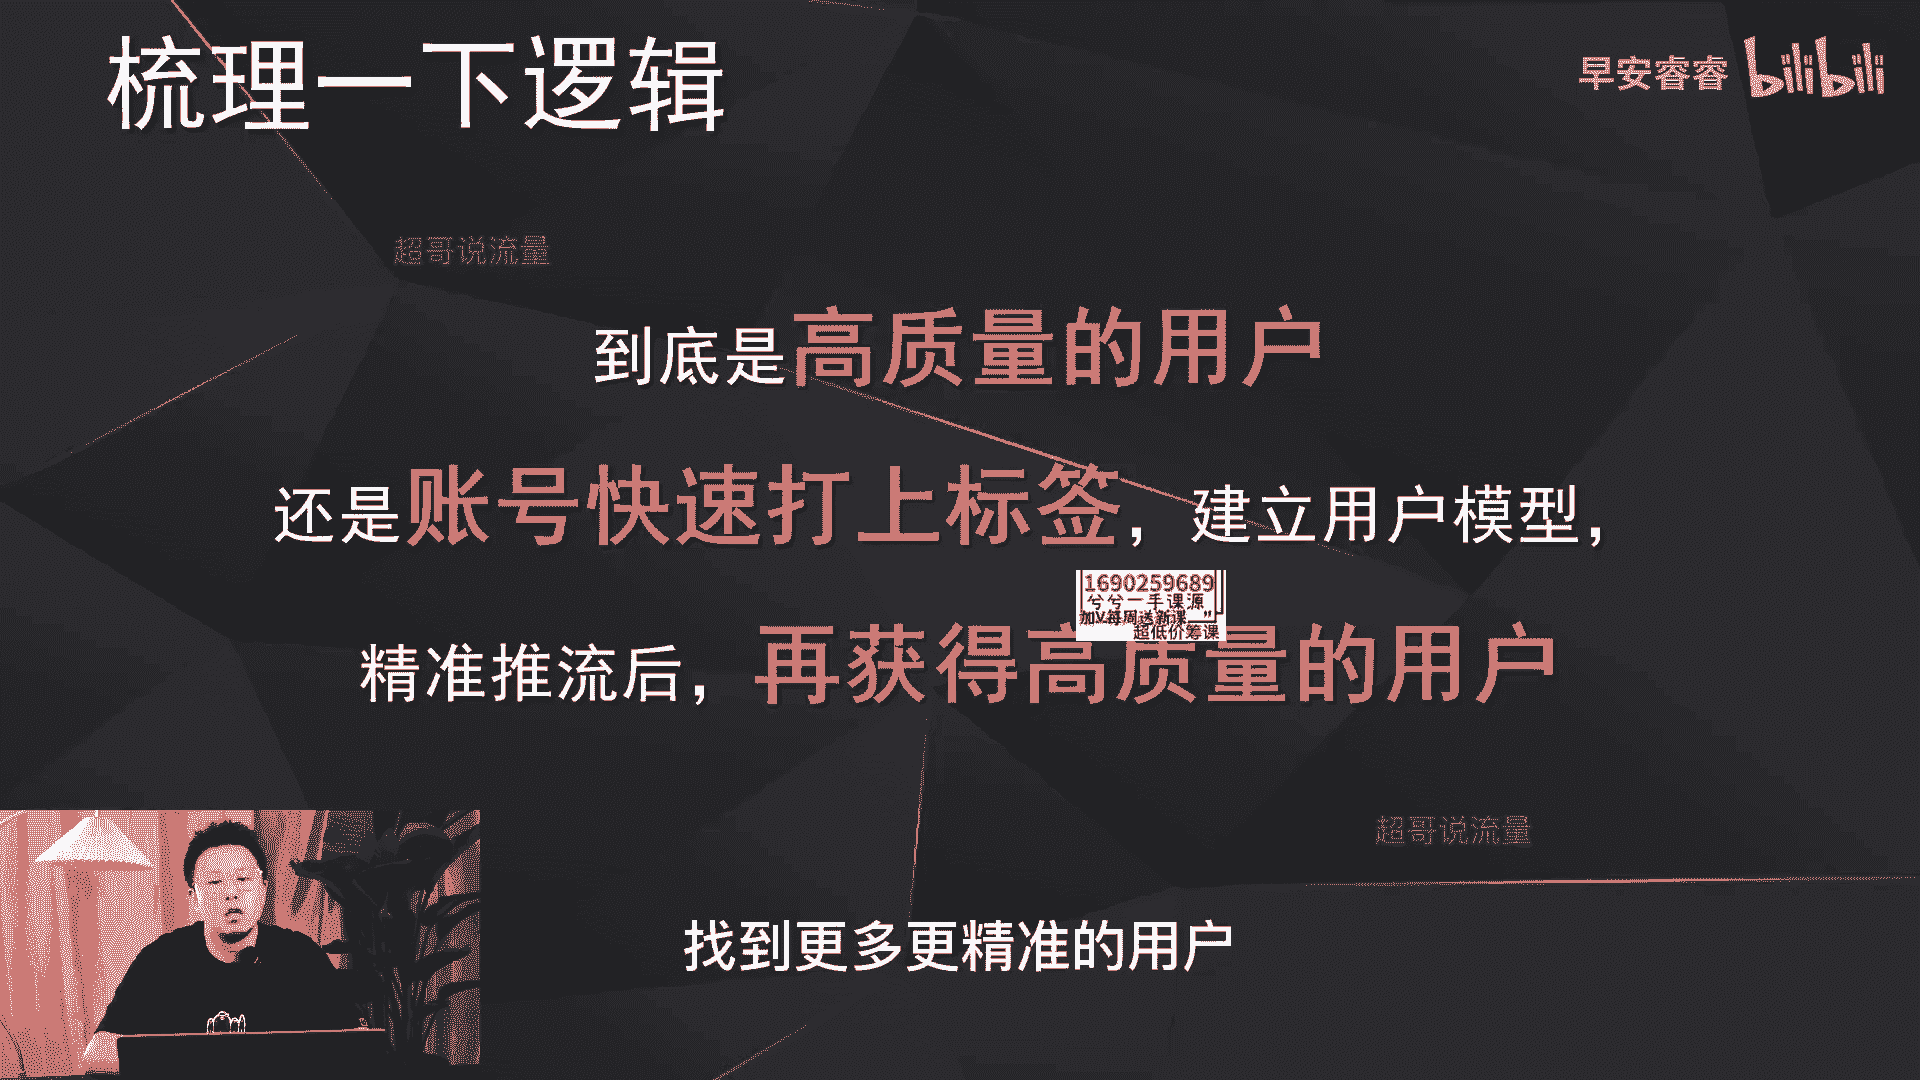 梳理一下逻辑
早安睿睿 bilibili
超哥说流量
到底是高质量的用户
还是账号快速打上标签，建立用户模型，
1690259689
兮兮一手课源
加V每周送新课
超低价筹课
精准推流后，再获得高质量的用户
超哥说流量
找到更多更精准的用户